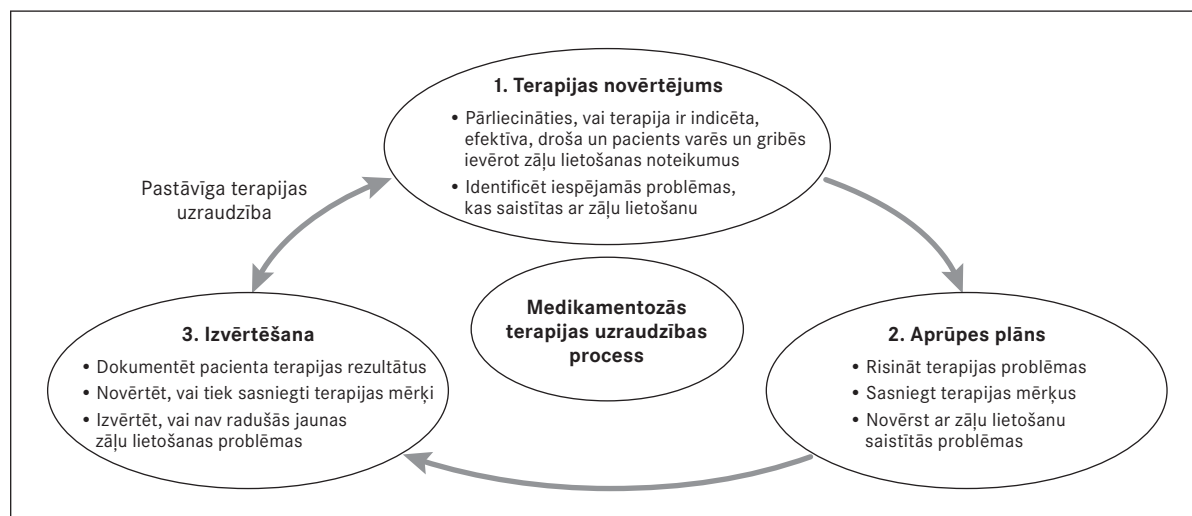 1. Terapijas novērtējums
• Pārliecināties, vai terapija ir indicēta,
efektīva, droša un pacients varēs un gribēs
ievērot zāļu lietošanas noteikumus
• Identificēt iespējamās problēmas,
kas saistītas ar zāļu lietošanu
Pastāvīga terapijas
uzraudzība
Medikamentozās
terapijas uzraudzības
process
3. Izvērtēšana
• Dokumentēt pacienta terapijas rezultātus
• Novērtēt, vai tiek sasniegti terapijas mērķi
• Izvērtēt, vai nav radušās jaunas
zāļu lietošanas problēmas
2. Aprūpes plāns
• Risināt terapijas problēmas
• Sasniegt terapijas mērķus
• Novērst ar zāļu lietošanu
saistītās problēmas